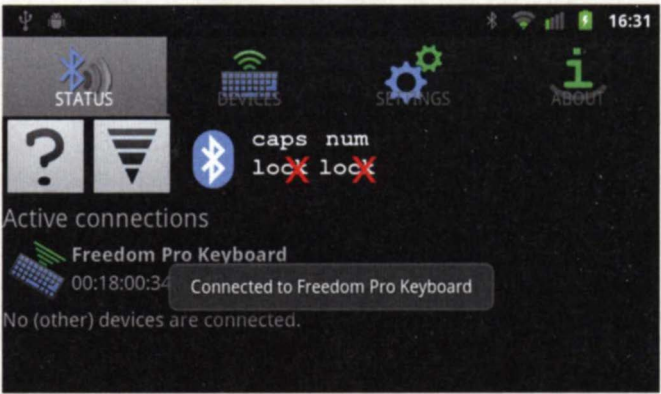 16:31
STATUS DEVICES SETTINGS ABOUT
? caps num
lock lock
Active connections
Freedom Pro Keyboard
00:18:00:34
Connected to Freedom Pro Keyboard
No (other) devices are connected.